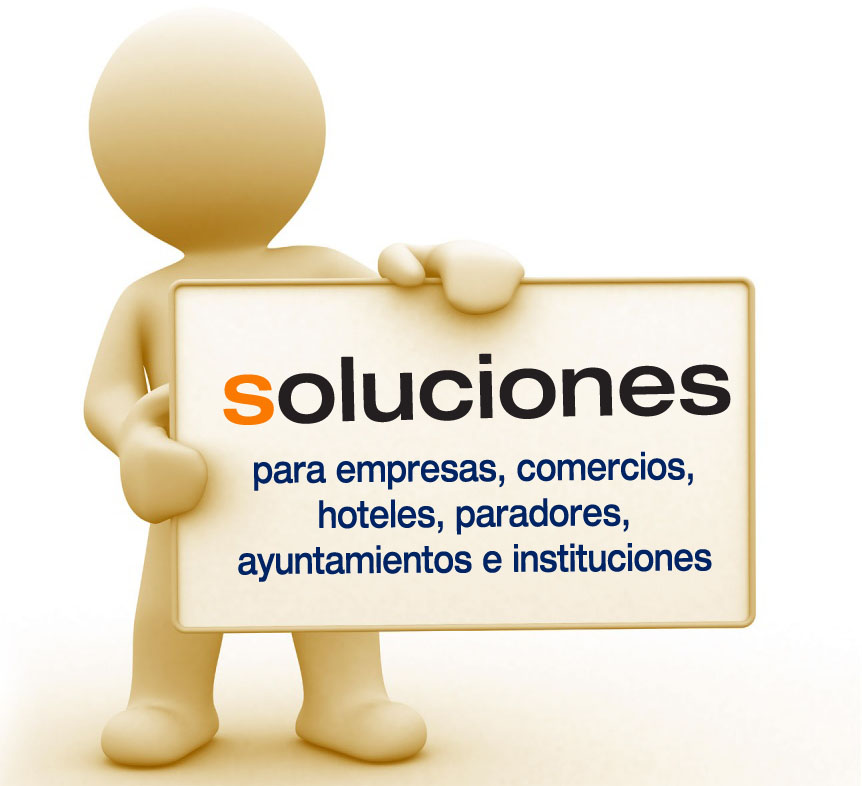 soluciones
para empresas, comercios,
hoteles, paradores,
ayuntamientos e instituciones